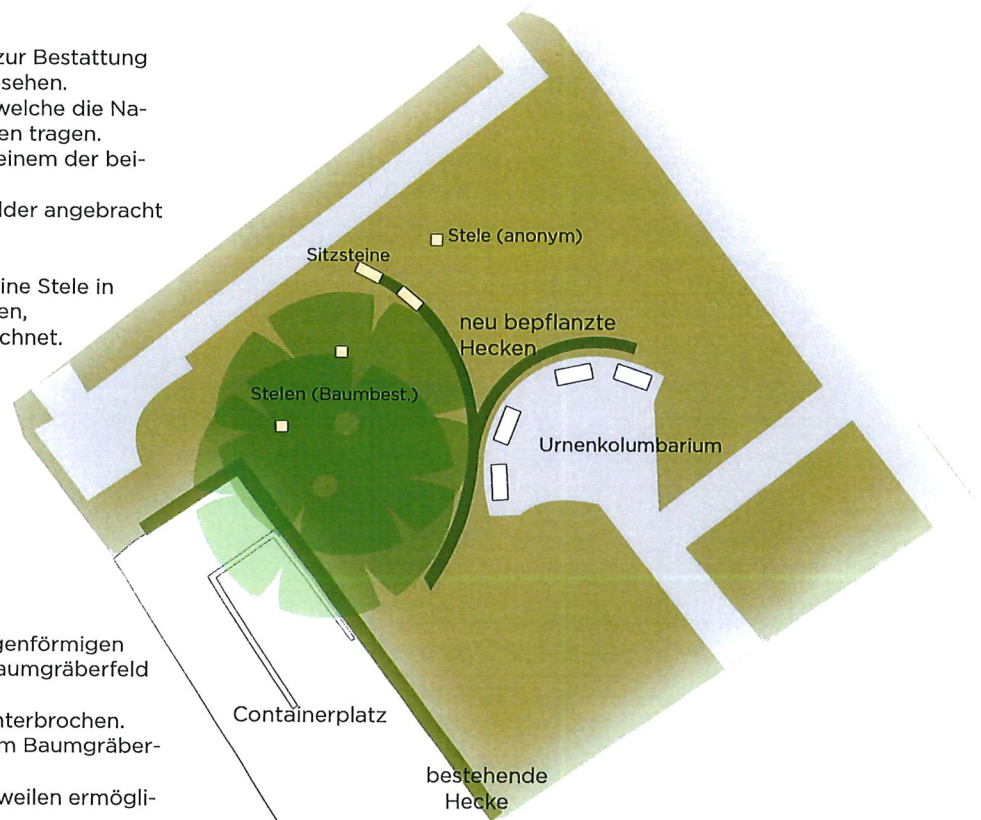 zur Bestattung
sehen.
welche die Na-
en tragen.
einem der bei-
lder angebracht
ine Stele in
en,
chnet.
genförmigen
aumgräberfeld
nterbrochen.
m Baumgräber-
weilen ermögli-
Stele (anonym)
Sitzsteine
neu bepflanzte
Hecken
Stelen (Baumbest.)
Urnenkolumbarium
Containerplatz
bestehende
Hecke